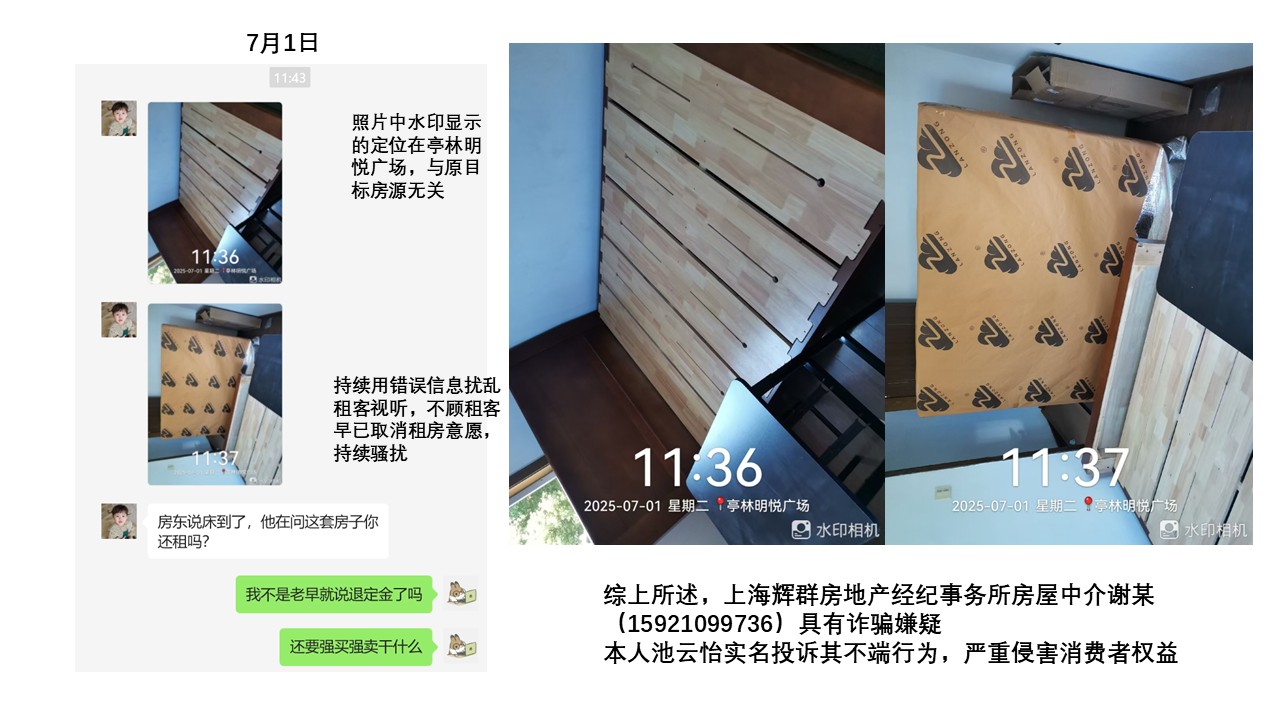 7月1日
11:43
照片中水印显示
的定位在亭林明
悦广场，与原目
标房源无关
11:36
2025-07-01 星期二 亭林明悦广场
水印相机
持续用错误信息扰乱
租客视听，不顾租客
早已取消租房意愿，
持续骚扰
11:37
房东说床到了，他在问这套房子你
还租吗？
我不是老早就说退定金了吗
还要强买强卖干什么
LANZONG
LANZONG
LANZONG
11:36
2025-07-01 星期二 亭林明悦广场
水印相机
11:37
2025-07-01 星期二 亭林明悦广场
水印相机
综上所述，上海辉群房地产经纪事务所房屋中介谢某
（15921099736）具有诈骗嫌疑
本人池云怡实名投诉其不端行为，严重侵害消费者权益